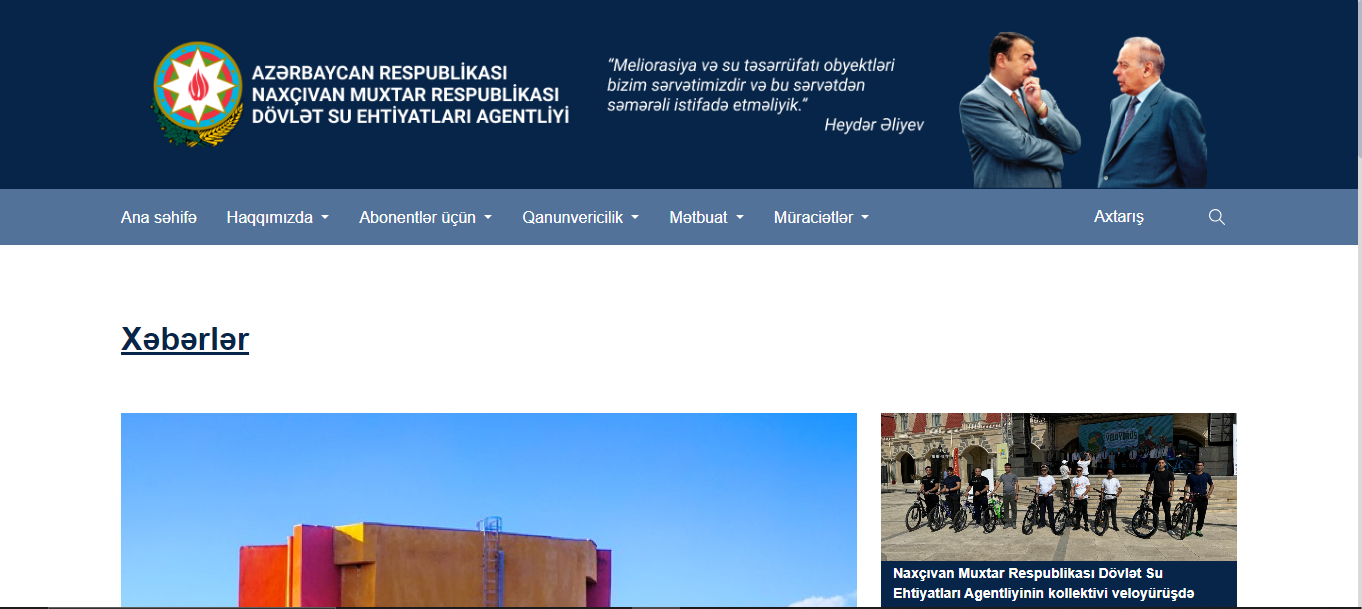 AZƏRBAYCAN RESPUBLİKASI
NAXÇIVAN MUXTAR RESPUBLİKASI
DÖVLƏT SU EHTİYATLARI AGENTLİYİ
“Meliorasiya və su təsərrüfatı obyektləri
bizim sərvətimizdir və bu sərvətdən
səmərəli istifadə etməliyik.”
Heydər Əliyev
Ana səhifə
Haqqımızda
Abonentlər üçün
Qanunvericilik
Mətbuat
Müraciətlər
Axtarış
Xəbərlər
VELOYÜRÜŞ
Naxçıvan Muxtar Respublikası Dövlət Su
Ehtiyatları Agentliyinin kollektivi veloyürüşdə